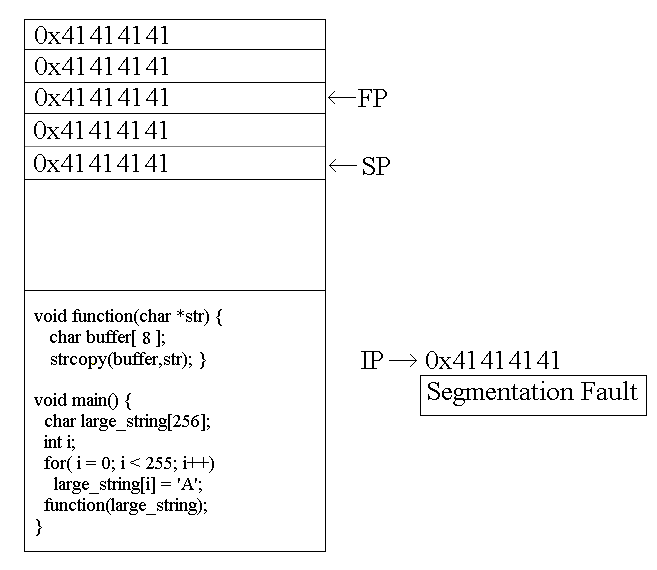 0x41414141
0x41414141
0x41414141
←FP
0x41414141
0x41414141
←SP
void function(char *str) {
char buffer[ 8 ];
strcopy(buffer,str); }
IP → 0x41414141
Segmentation Fault
void main() {
char large_string[256];
int i;
for( i = 0; i < 255; i++)
large_string[i] = 'A';
function(large_string);
}